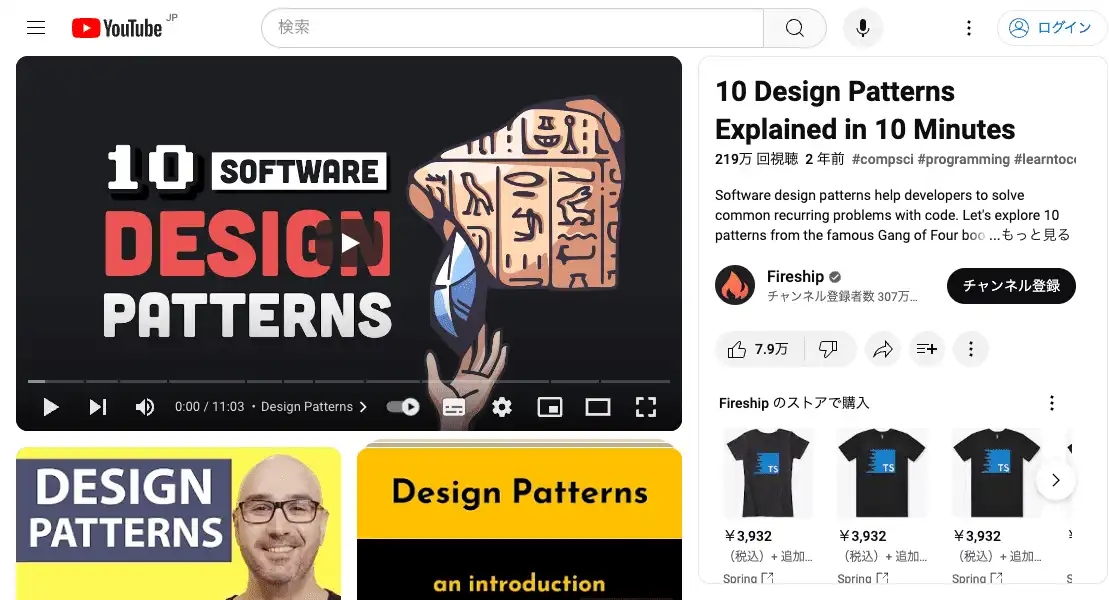 YouTube JP
検索
ログイン
10 SOFTWARE
DESIGN
PATTERNS
0:00 / 11:03 • Design Patterns
10 Design Patterns
Explained in 10 Minutes
219万 回視聴 2 年前 #compsci #programming #learntoco
Software design patterns help developers to solve
common recurring problems with code. Let's explore 10
patterns from the famous Gang of Four boo ...もっと見る
Fireship
チャンネル登録者数 307万...
チャンネル登録
7.9万
Fireship のストアで購入
TS
TS
TS
￥3,932
（税込）+ 追加...
Spring
￥3,932
（税込）+ 追加...
Spring
￥3,932
（税込）+ 追加...
Spring
DESIGN
PATTERNS
Design Patterns
an introduction